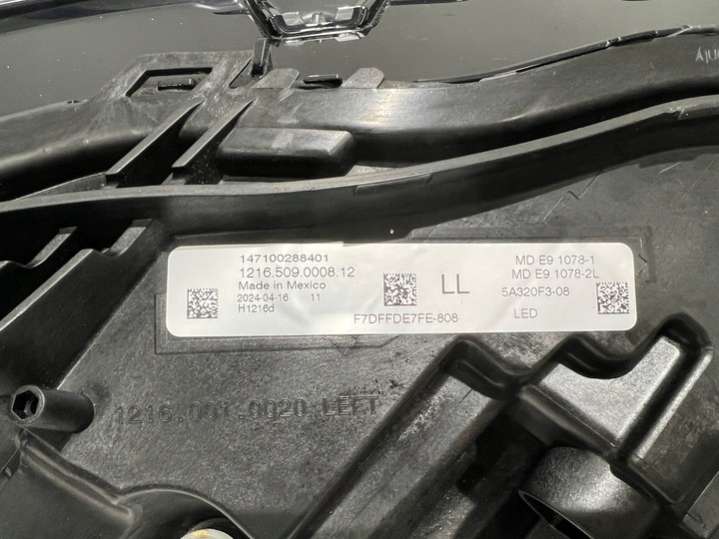 147100288401
1216.509.0008.12
Made in Mexico
2024-04-16 11
H1216d
LL
F7DFFDE7FE-808
MD E9 1078-1
MD E9 1078-2L
5A320F3-08
LED
1216.001.0020 LEFT